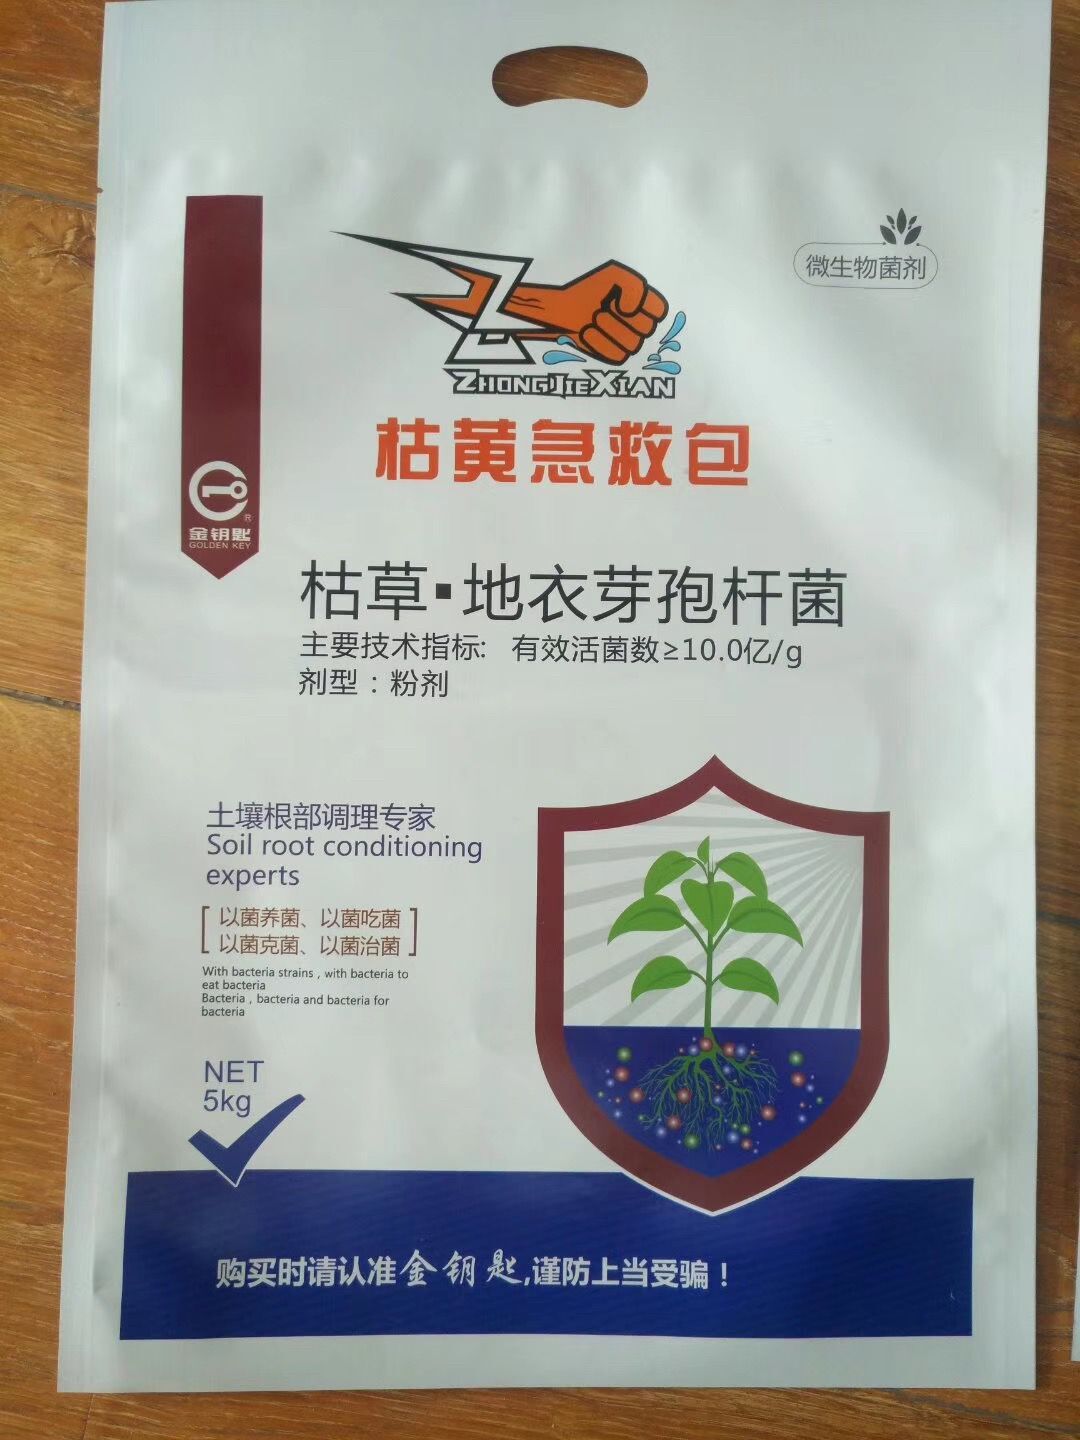 微生物菌剂
ZHONGJIEXIAN
枯黄急救包
金钥匙
GOLDEN KEY
枯草·地衣芽孢杆菌
主要技术指标: 有效活菌数≥10.0亿/g
剂型：粉剂
土壤根部调理专家
Soil root conditioning
experts
以菌养菌、以菌吃菌
以菌克菌、以菌治菌
With bacteria strains , with bacteria to
eat bacteria
Bacteria , bacteria and bacteria for
bacteria
NET
5kg
购买时请认准金钥匙,谨防上当受骗！